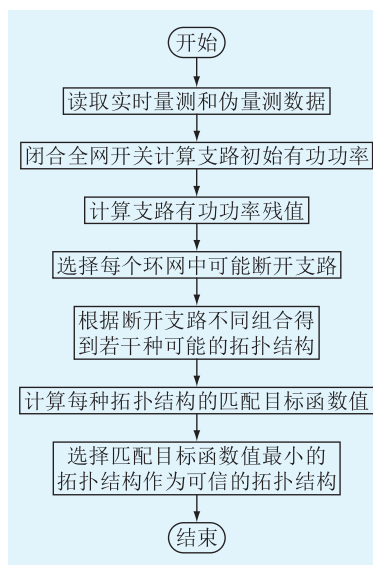 开始
读取实时量测和伪量测数据
闭合全网开关计算支路初始有功功率
计算支路有功功率残值
选择每个环网中可能断开支路
根据断开支路不同组合得
到若干种可能的拓扑结构
计算每种拓扑结构的匹配目标函数值
选择匹配目标函数值最小的
拓扑结构作为可信的拓扑结构
结束